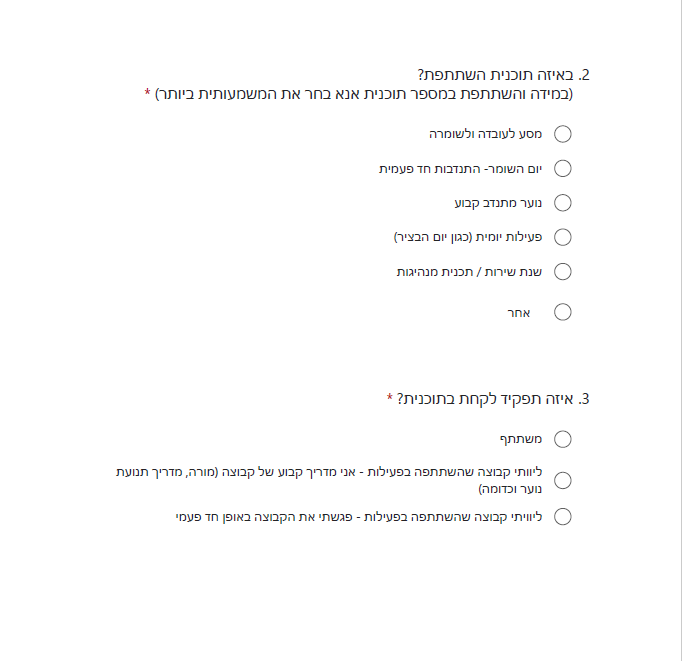 2. באיזה תוכנית השתתפת?
(במידה והשתתפת במספר תוכנית אנא בחר את המשמעותית ביותר) *
מסע לעובדה ולשומרה
יום השומר- התנדבות חד פעמית
נוער מתנדב קבוע
פעילות יומית (כגון יום הבציר)
שנת שירות / תכנית מנהיגות
אחר
3. איזה תפקיד לקחת בתוכנית? *
משתתף
ליוותי קבוצה שהשתתפה בפעילות - אני מדריך קבוע של קבוצה (מורה, מדריך תנועת
נוער וכדומה)
ליוויתי קבוצה שהשתתפה בפעילות - פגשתי את הקבוצה באופן חד פעמי